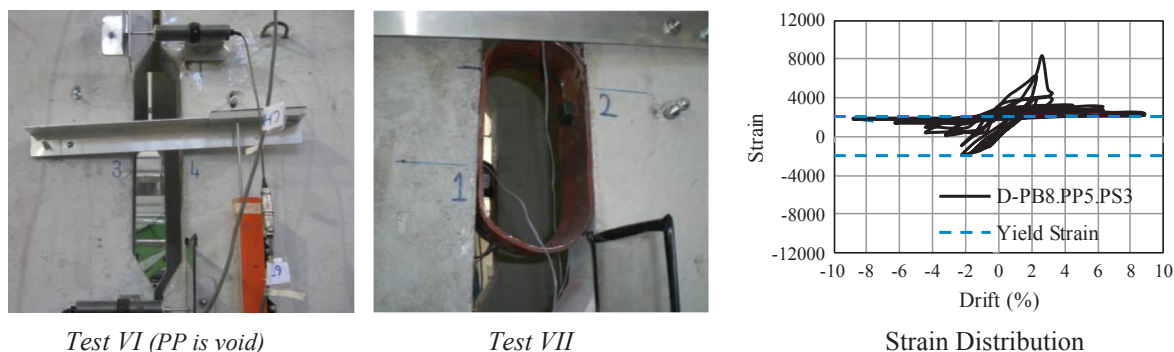 3
4
1
2
12000
8000
4000
0
-4000
-8000
-12000
Strain
D-PB8.PP5.PS3
Yield Strain
-10 -8 -6 -4 -2 0 2 4 6 8 10
Drift (%)
Test VI (PP is void)
Test VII
Strain Distribution